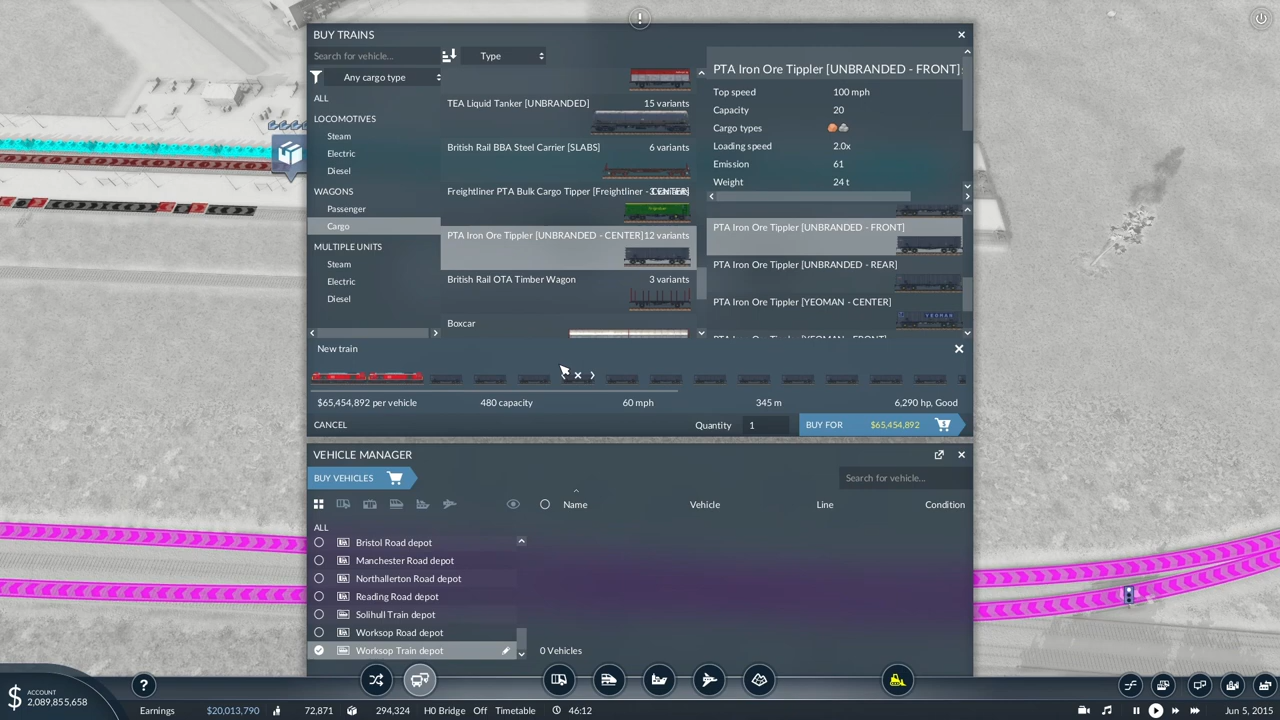 BUY TRAINS
Search for vehicle...
Type
Any cargo type
ALL
LOCOMOTIVES
Steam
Electric
Diesel
WAGONS
Passenger
Cargo
MULTIPLE UNITS
Steam
Electric
Diesel
TEA Liquid Tanker [UNBRANDED] 15 variants
British Rail BBA Steel Carrier [SLABS] 6 variants
Freightliner PTA Bulk Cargo Tipper [Freightliner - CENTER]
PTA Iron Ore Tippler [UNBRANDED - CENTER] 12 variants
British Rail OTA Timber Wagon 3 variants
Boxcar
PTA Iron Ore Tippler [UNBRANDED - FRONT]
Top speed 100 mph
Capacity 20
Cargo types
Loading speed 2.0x
Emission 61
Weight 24 t
PTA Iron Ore Tippler [UNBRANDED - FRONT]
PTA Iron Ore Tippler [UNBRANDED - REAR]
PTA Iron Ore Tippler [YEOMAN - CENTER]
YEOMAN
New train
$65,454,892 per vehicle 480 capacity 60 mph 345 m 6,290 hp, Good
CANCEL Quantity 1 BUY FOR $65,454,892
VEHICLE MANAGER
BUY VEHICLES Search for vehicle...
Name Vehicle Line Condition
ALL
Bristol Road depot
Manchester Road depot
Northallerton Road depot
Reading Road depot
Solihull Train depot
Worksop Road depot
Worksop Train depot 0 Vehicles
?
$ ACCOUNT
2,089,855,658
Earnings $20,013,790 72,871 294,324 H0 Bridge Off Timetable 46:12 Jun 5, 2015